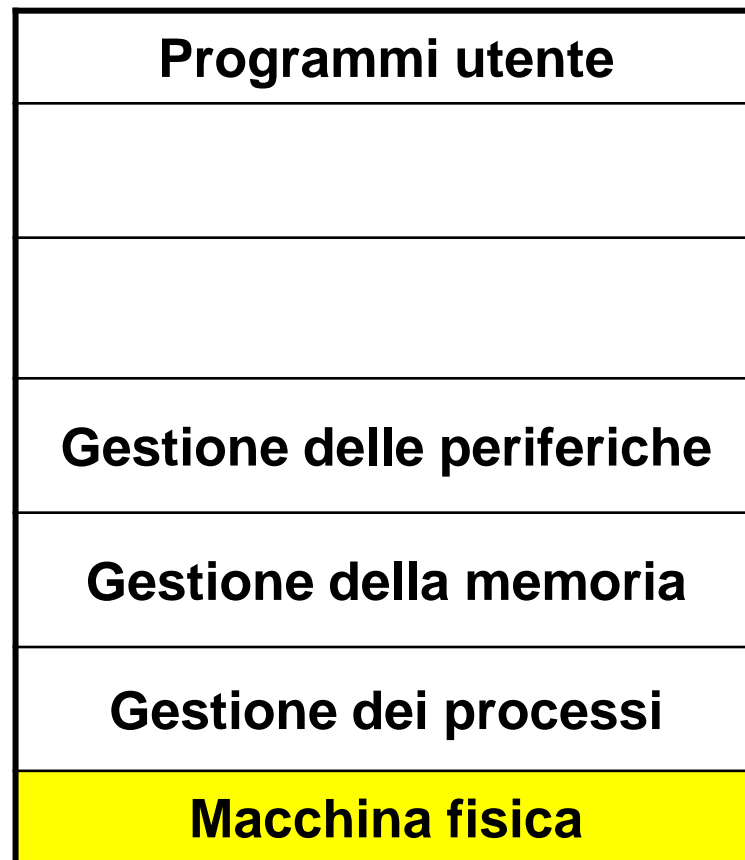 Programmi utente
Gestione delle periferiche
Gestione della memoria
Gestione dei processi
Macchina fisica